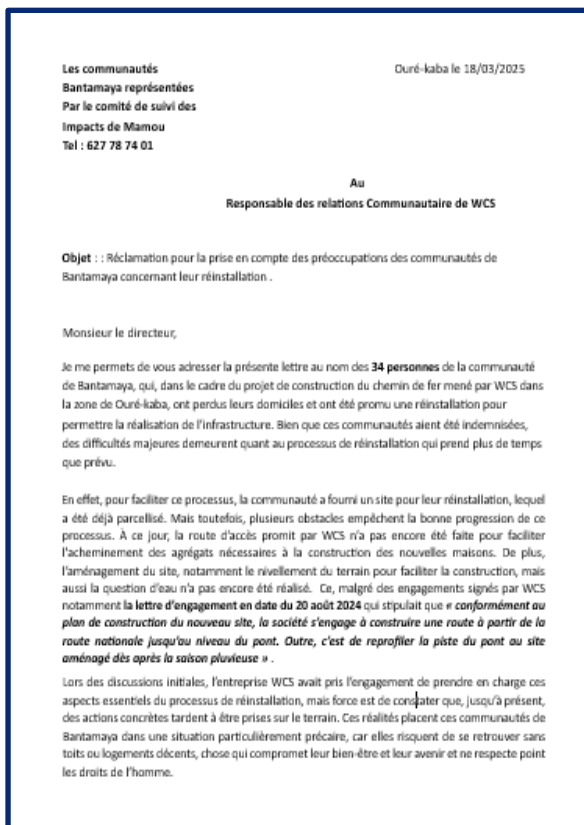 Les communautés
Bantamaya représentées
Par le comité de suivi des
Impacts de Mamou
Tel : 627 78 74 01
Ouré-kaba le 18/03/2025
Au
Responsable des relations Communautaire de WCS
Objet : : Réclamation pour la prise en compte des préoccupations des communautés de
Bantamaya concernant leur réinstallation .
Monsieur le directeur,
Je me permets de vous adresser la présente lettre au nom des 34 personnes de la communauté
de Bantamaya, qui, dans le cadre du projet de construction du chemin de fer mené par WCS dans
la zone de Ouré-kaba, ont perdus leurs domiciles et ont été promu une réinstallation pour
permettre la réalisation de l'infrastructure. Bien que ces communautés aient été indemnisées,
des difficultés majeures demeurent quant au processus de réinstallation qui prend plus de temps
que prévu.
En effet, pour faciliter ce processus, la communauté a fourni un site pour leur réinstallation, lequel
a été déjà parcellisé. Mais toutefois, plusieurs obstacles empêchent la bonne progression de ce
processus. À ce jour, la route d'accès promit par WCS n'a pas encore été faite pour faciliter
l'acheminement des agrégats nécessaires à la construction des nouvelles maisons. De plus,
l'aménagement du site, notamment le nivellement du terrain pour faciliter la construction, mais
aussi la question d'eau n'a pas encore été réalisé. Ce, malgré des engagements signés par WCS
notamment la lettre d'engagement en date du 20 août 2024 qui stipulait que « conformément au
plan de construction du nouveau site, la société s'engage à construire une route à partir de la
route nationale jusqu'au niveau du pont. Outre, c'est de reprofiler la piste du pont au site
aménagé dès après la saison pluvieuse » .
Lors des discussions initiales, l'entreprise WCS avait pris l'engagement de prendre en charge ces
aspects essentiels du processus de réinstallation, mais force est de constater que, jusqu'à présent,
des actions concrètes tardent à être prises sur le terrain. Ces réalités placent ces communautés de
Bantamaya dans une situation particulièrement précaire, car elles risquent de se retrouver sans
toits ou logements décents, chose qui compromet leur bien-être et leur avenir et ne respecte point
les droits de l'homme.